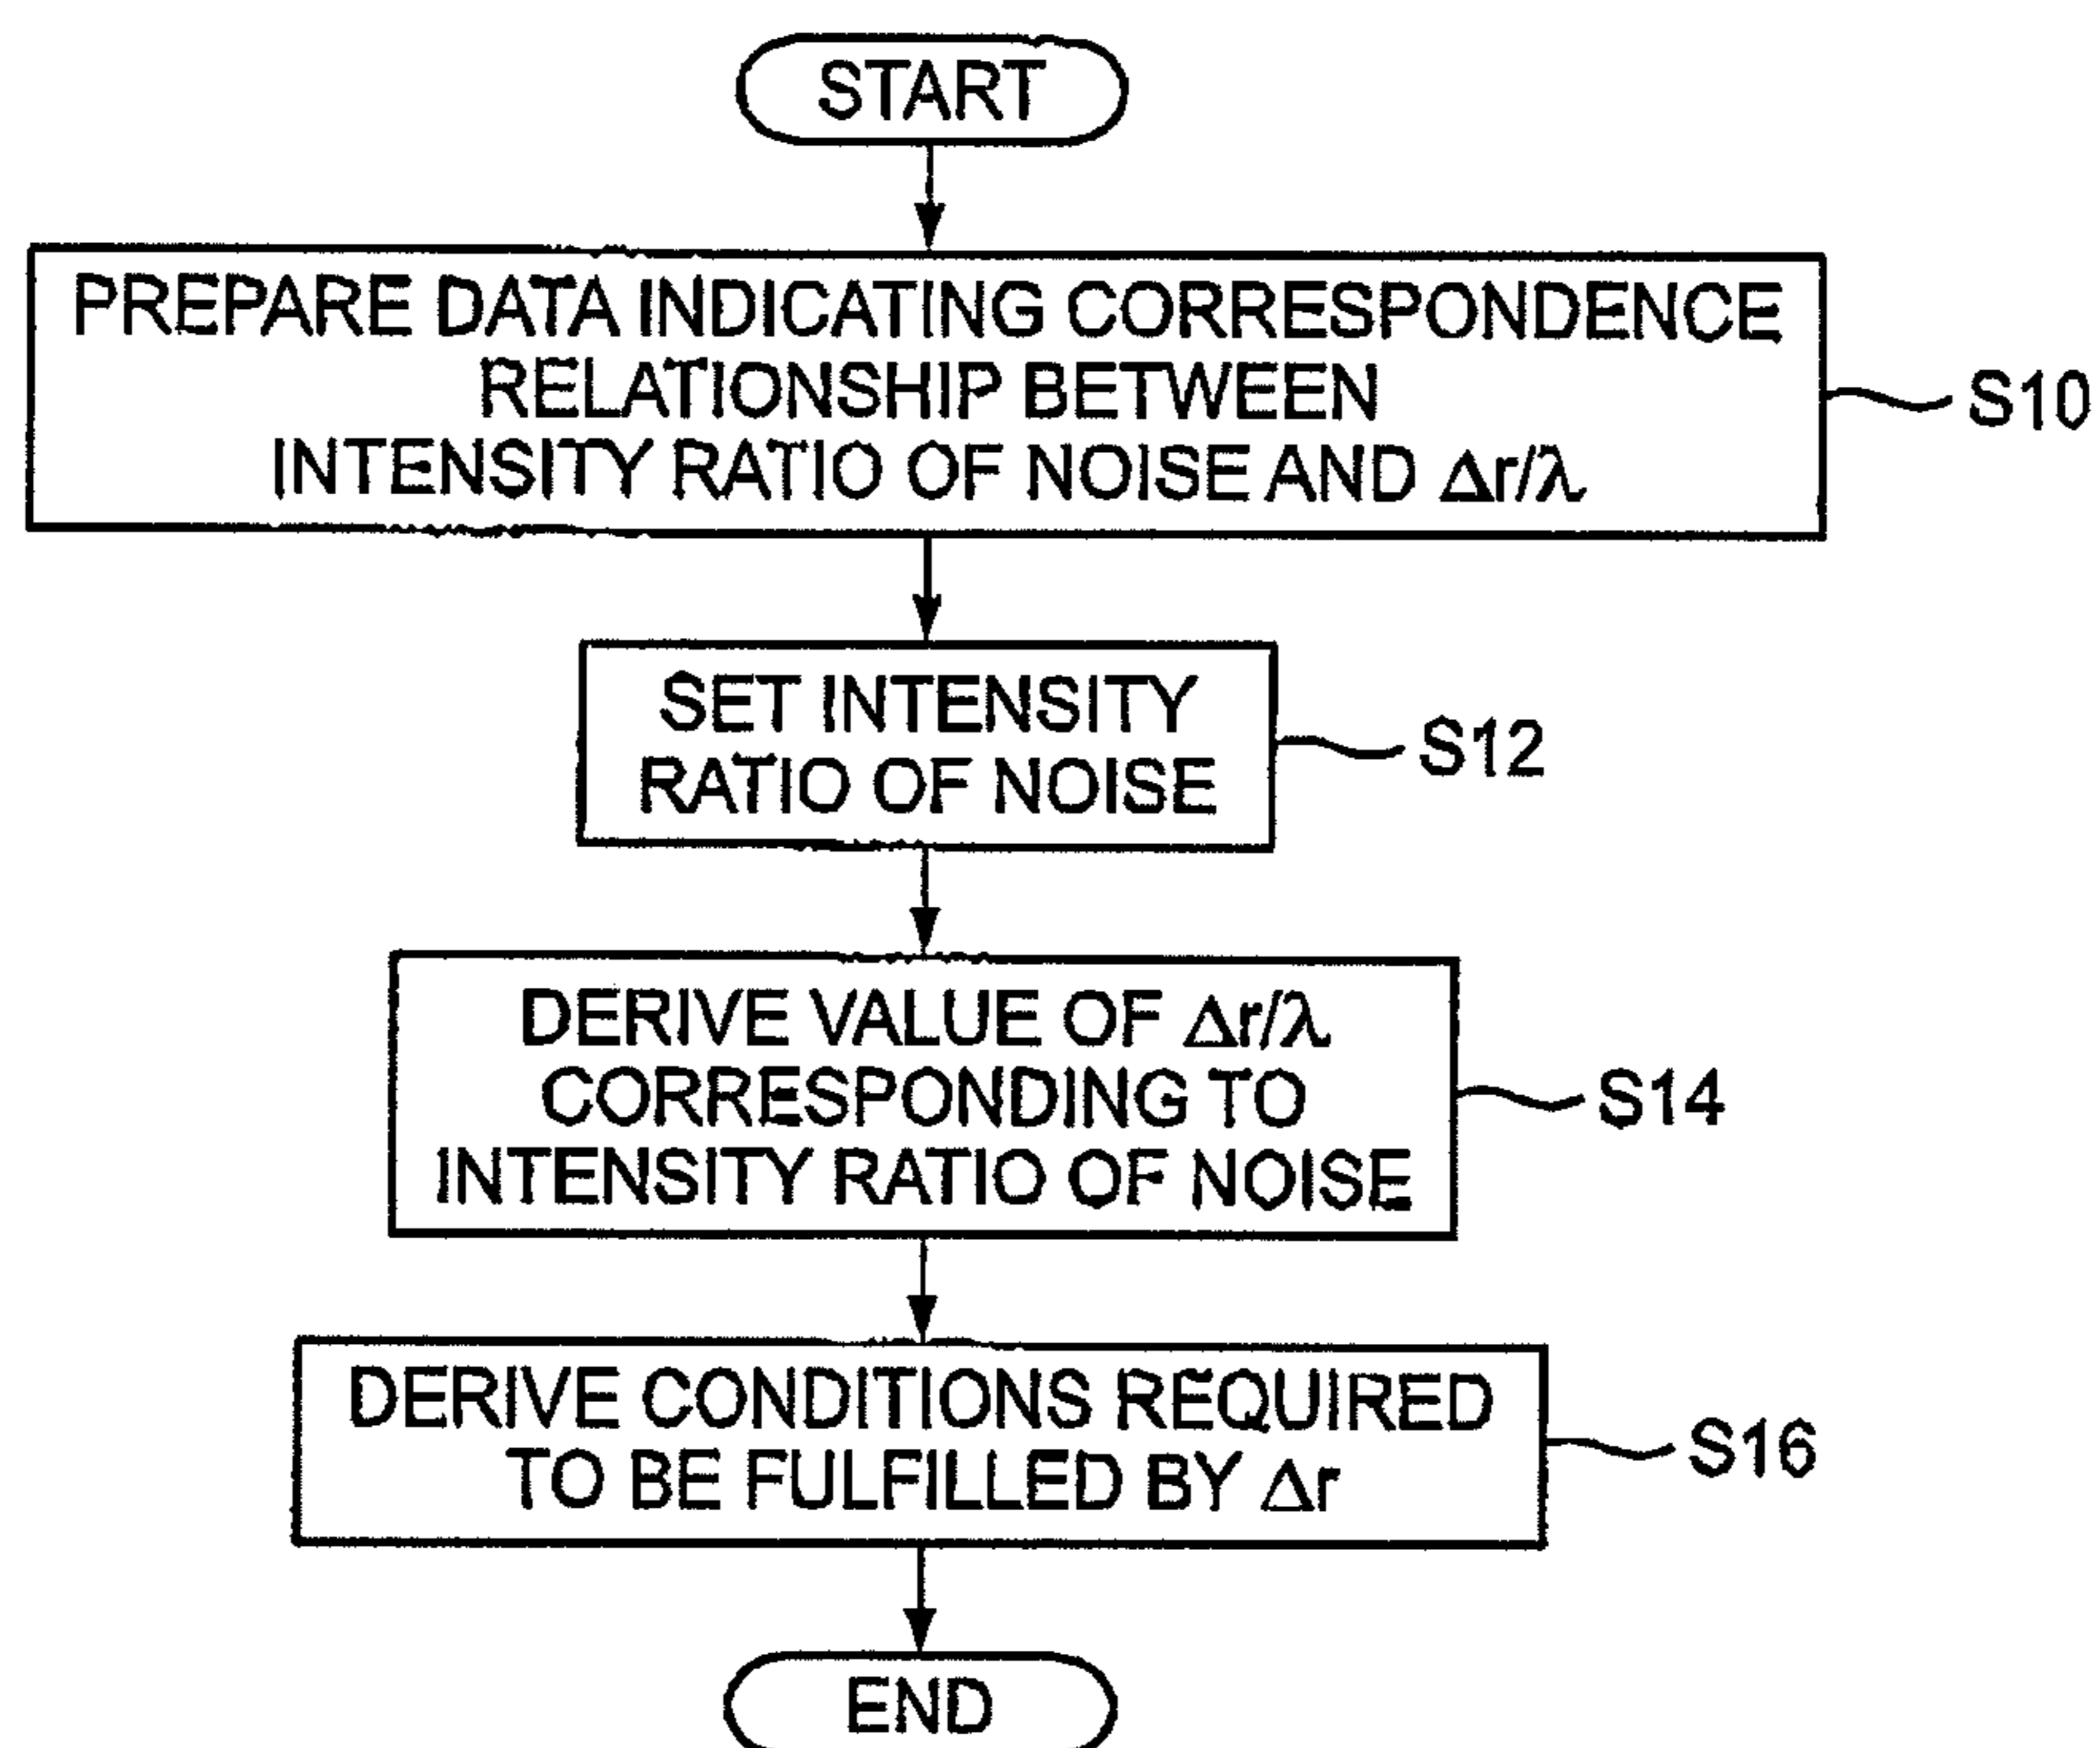 START
PREPARE DATA INDICATING CORRESPONDENCE
RELATIONSHIP BETWEEN
INTENSITY RATIO OF NOISE AND Δr/λ
S10
SET INTENSITY
RATIO OF NOISE
S12
DERIVE VALUE OF Δr/λ
CORRESPONDING TO
INTENSITY RATIO OF NOISE
S14
DERIVE CONDITIONS REQUIRED
TO BE FULFILLED BY Δr
S16
END